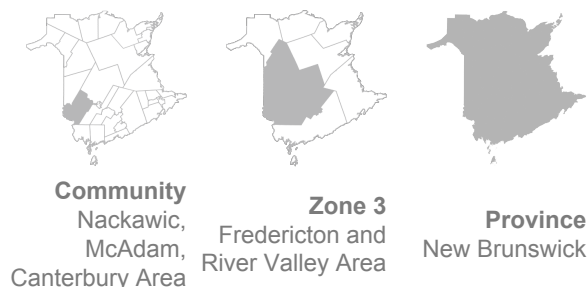 Community
Nackawic,
McAdam,
Canterbury Area
Zone 3
Fredericton and
River Valley Area
Province
New Brunswick